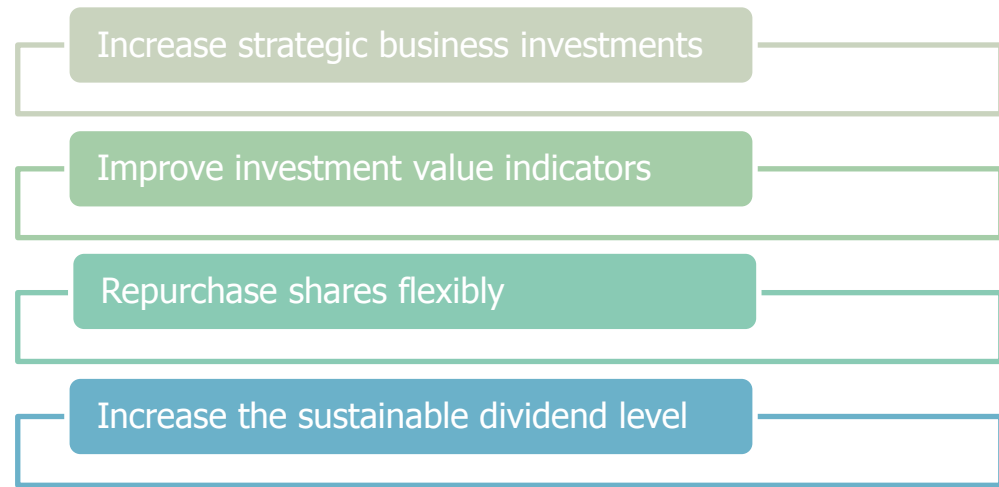 Increase strategic business investments
Improve investment value indicators
Repurchase shares flexibly
Increase the sustainable dividend level